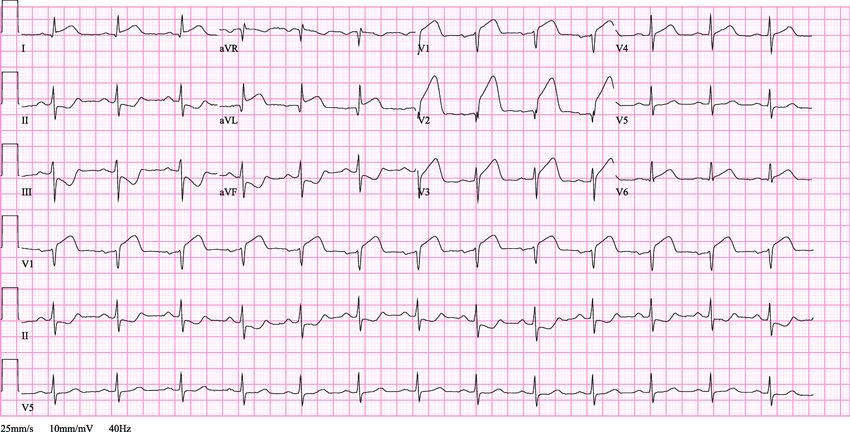 I aVR V1 V4
II aVL V2 V5
III aVF V3 V6
V1
II
V5
25mm/s 10mm/mV 40Hz